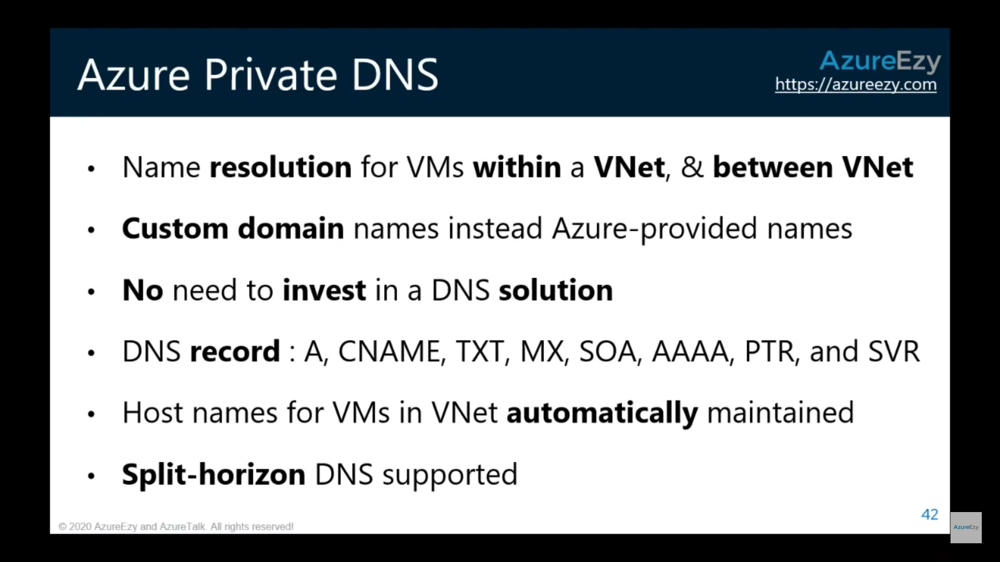 Azure Private DNS
AzureEzy
https://azureezy.com
• Name resolution for VMs within a VNet, & between VNet
• Custom domain names instead Azure-provided names
• No need to invest in a DNS solution
• DNS record : A, CNAME, TXT, MX, SOA, AAAA, PTR, and SVR
• Host names for VMs in VNet automatically maintained
• Split-horizon DNS supported
42
© 2020 AzureEzy and AzureTalk. All rights reserved!
AzureEzy